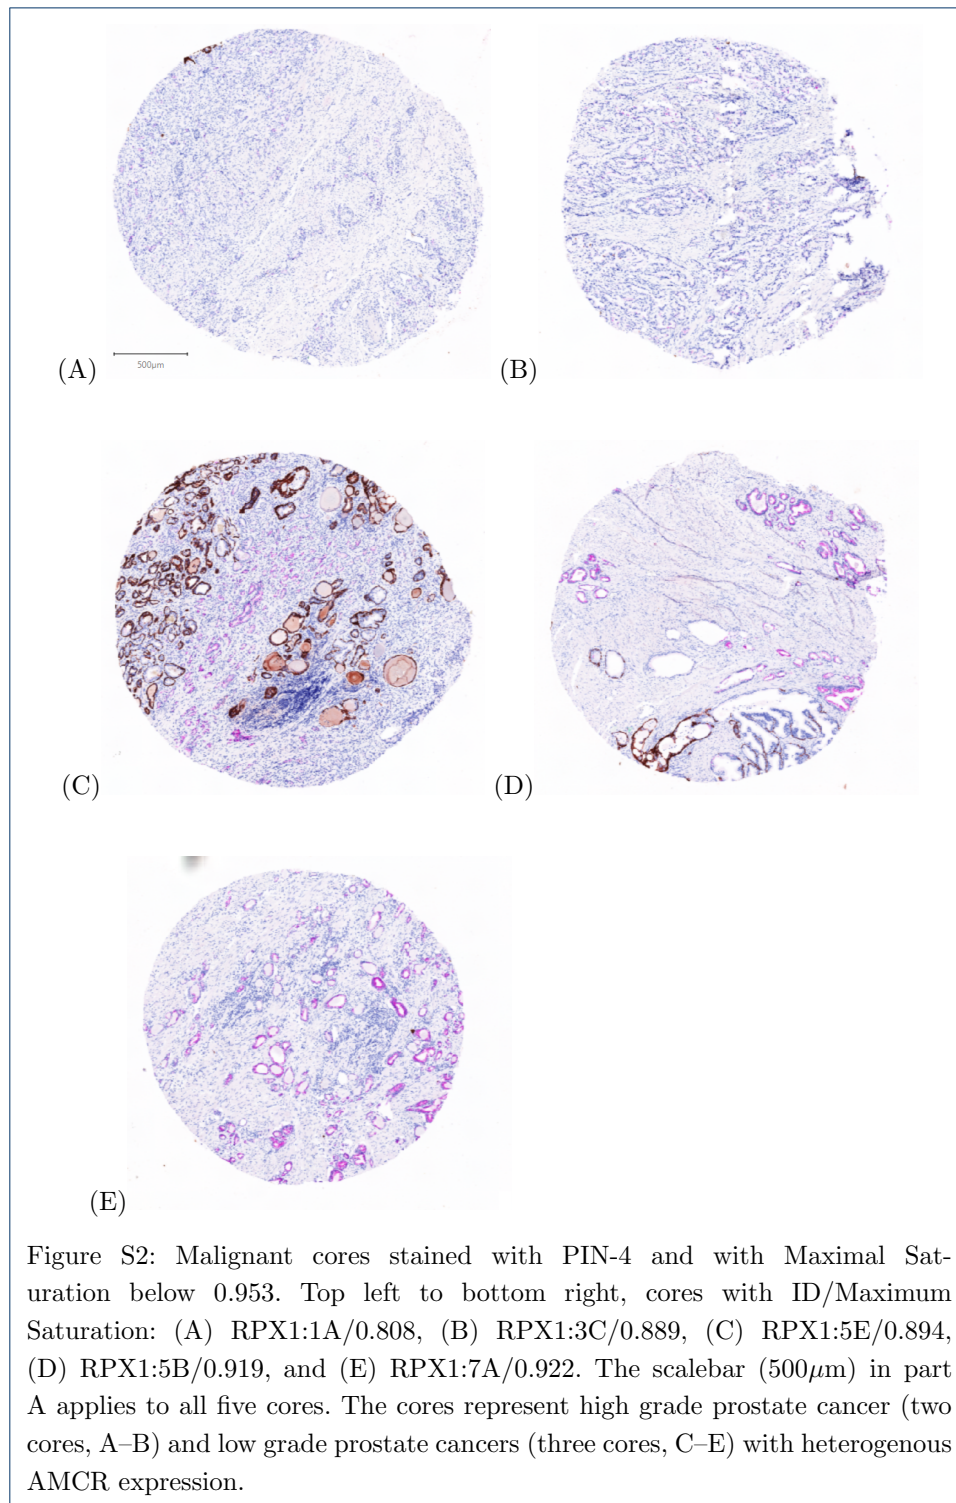 500µm
(A)
(B)
(C)
(D)
(E)
Figure S2: Malignant cores stained with PIN-4 and with Maximal Sat-
uration below 0.953. Top left to bottom right, cores with ID/Maximum
Saturation: (A) RPX1:1A/0.808, (B) RPX1:3C/0.889, (C) RPX1:5E/0.894,
(D) RPX1:5B/0.919, and (E) RPX1:7A/0.922. The scalebar (500µm) in part
A applies to all five cores. The cores represent high grade prostate cancer (two
cores, A–B) and low grade prostate cancers (three cores, C–E) with heterogenous
AMCR expression.